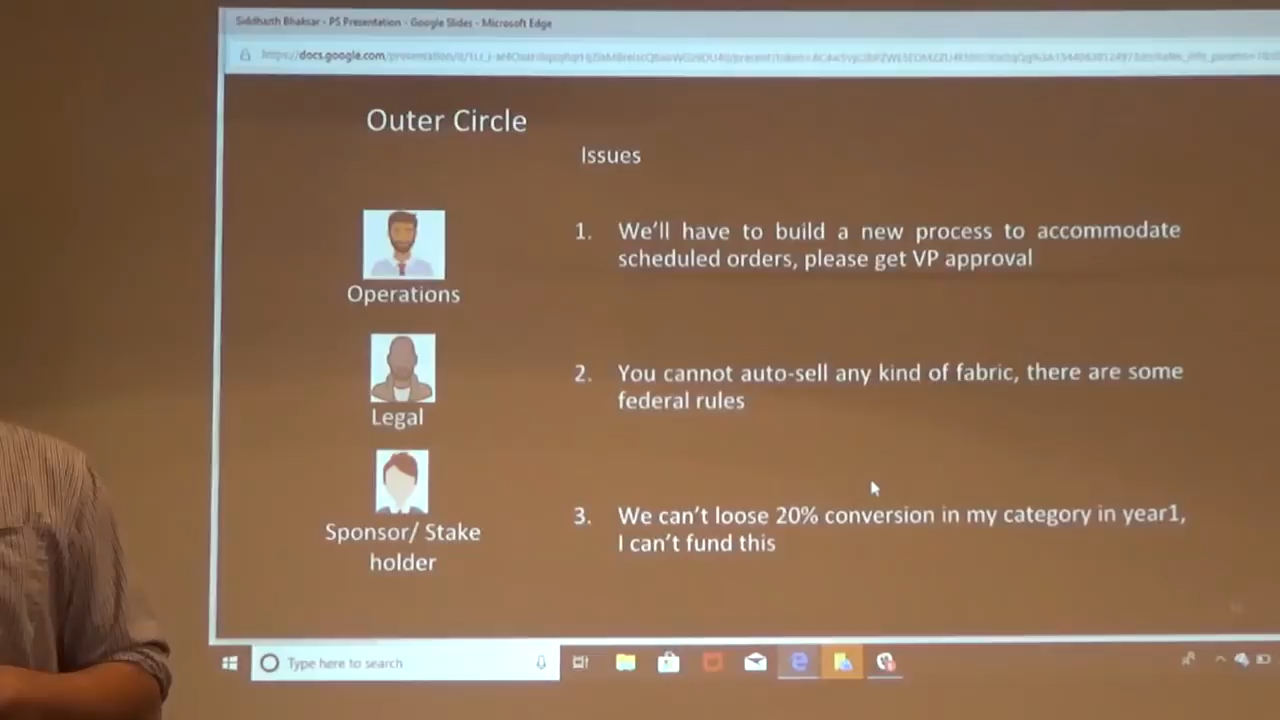 Siddharth Bhaksar - PS Presentation - Google Slides - Microsoft Edge
https://docs.google.com/presentation/
Outer Circle
Issues
Operations
1. We'll have to build a new process to accommodate
scheduled orders, please get VP approval
Legal
2. You cannot auto-sell any kind of fabric, there are some
federal rules
Sponsor/ Stake
holder
3. We can't loose 20% conversion in my category in year1,
I can't fund this
Type here to search